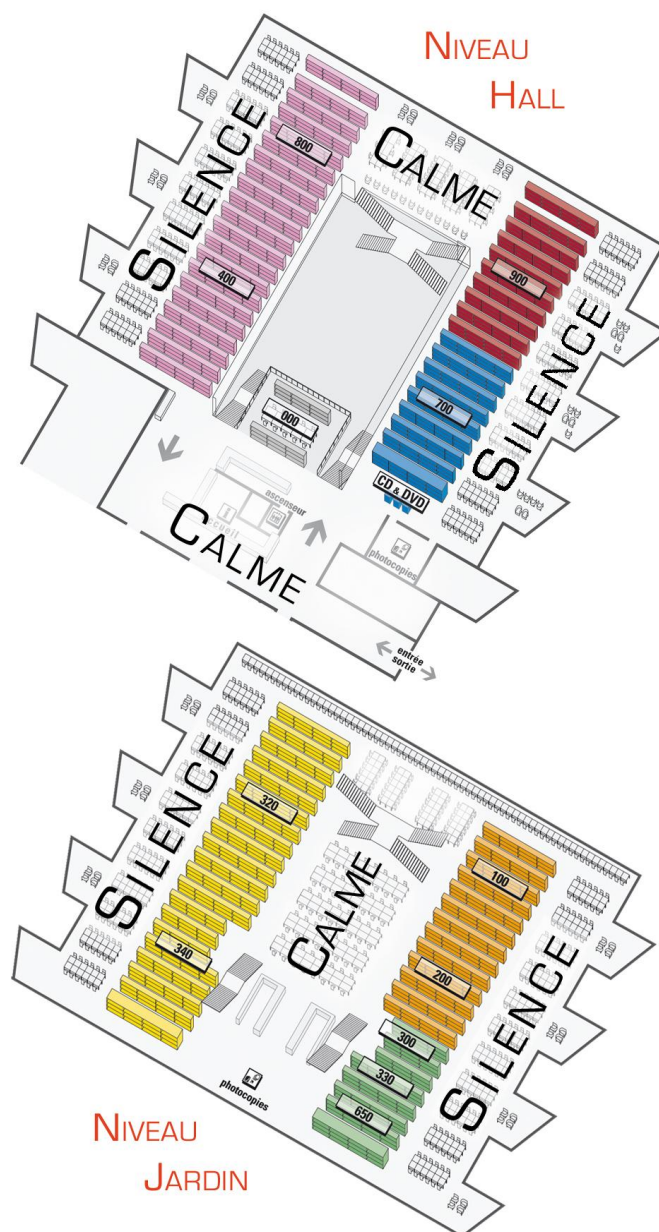 NIVEAU
HALL
SILENCE
CALME
SILENCE
800
400
900
700
000
CD & DVD
ascenseur
CALME
photocopies
entrée
sortie
SILENCE
CALME
SILENCE
320
340
100
200
300
330
650
photocopies
NIVEAU
JARDIN